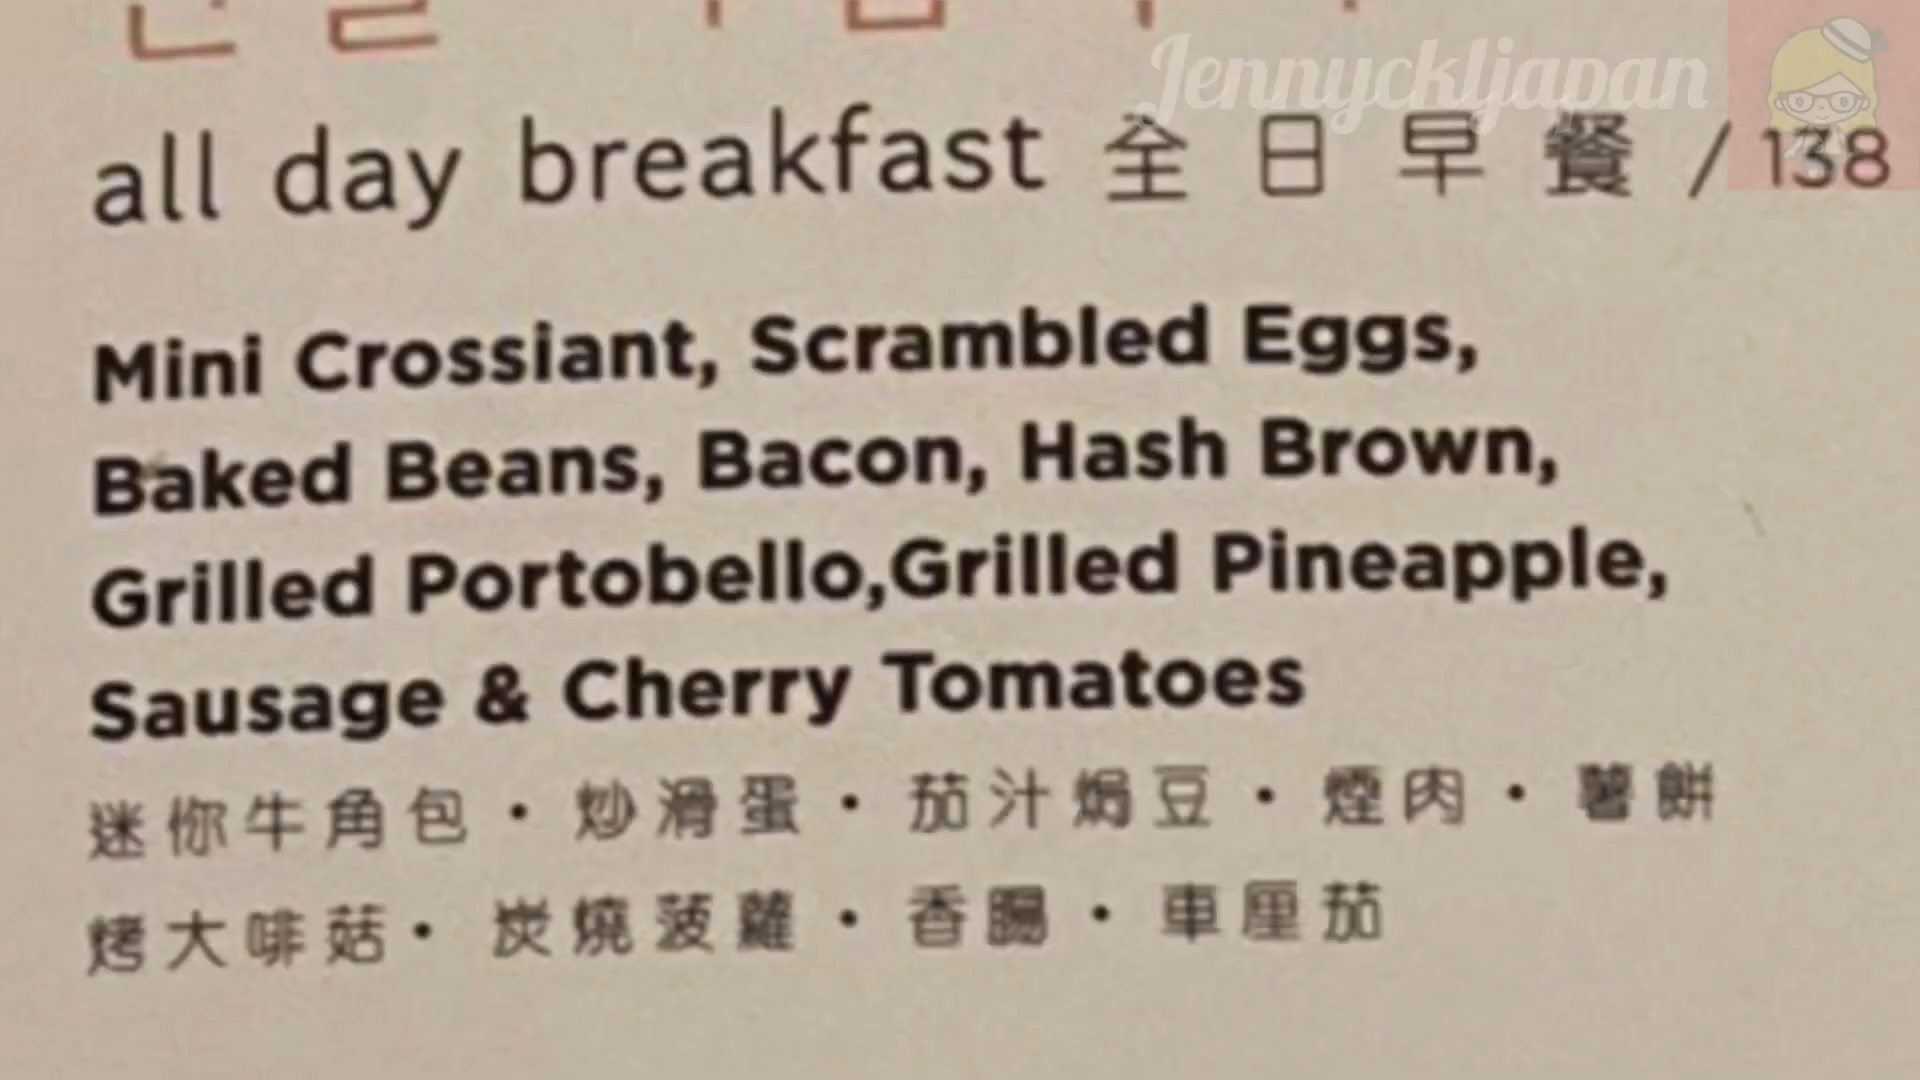 Jennyckljapan
all day breakfast 全日早餐 / 138
Mini Crossiant, Scrambled Eggs,
Baked Beans, Bacon, Hash Brown,
Grilled Portobello,Grilled Pineapple,
Sausage & Cherry Tomatoes
迷你牛角包・炒滑蛋・茄汁焗豆・煙肉・薯餅
烤大啡菇・炭燒菠蘿・香腸・車厘茄